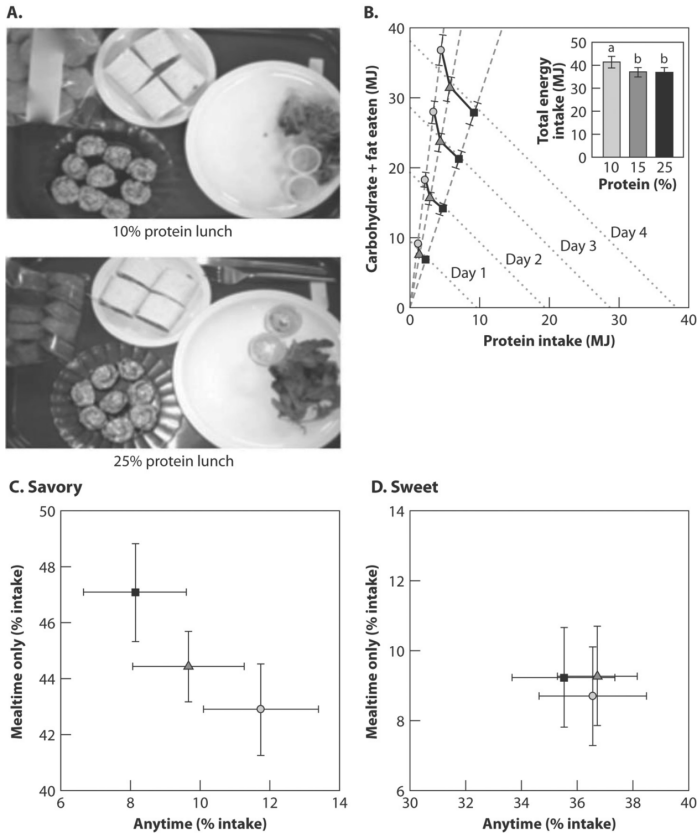 A.
10% protein lunch
25% protein lunch
B.
Carbohydrate + fat eaten (MJ)
40
30
20
10
0
0
10
20
30
40
Protein intake (MJ)
Day 1
Day 2
Day 3
Day 4
Total energy
intake (MJ)
50
40
30
20
10
0
a
b
b
10
15
25
Protein (%)
C. Savory
Mealtime only (% intake)
50
48
46
44
42
40
6
8
10
12
14
Anytime (% intake)
D. Sweet
Mealtime only (% intake)
14
12
10
8
6
30
32
34
36
38
40
Anytime (% intake)